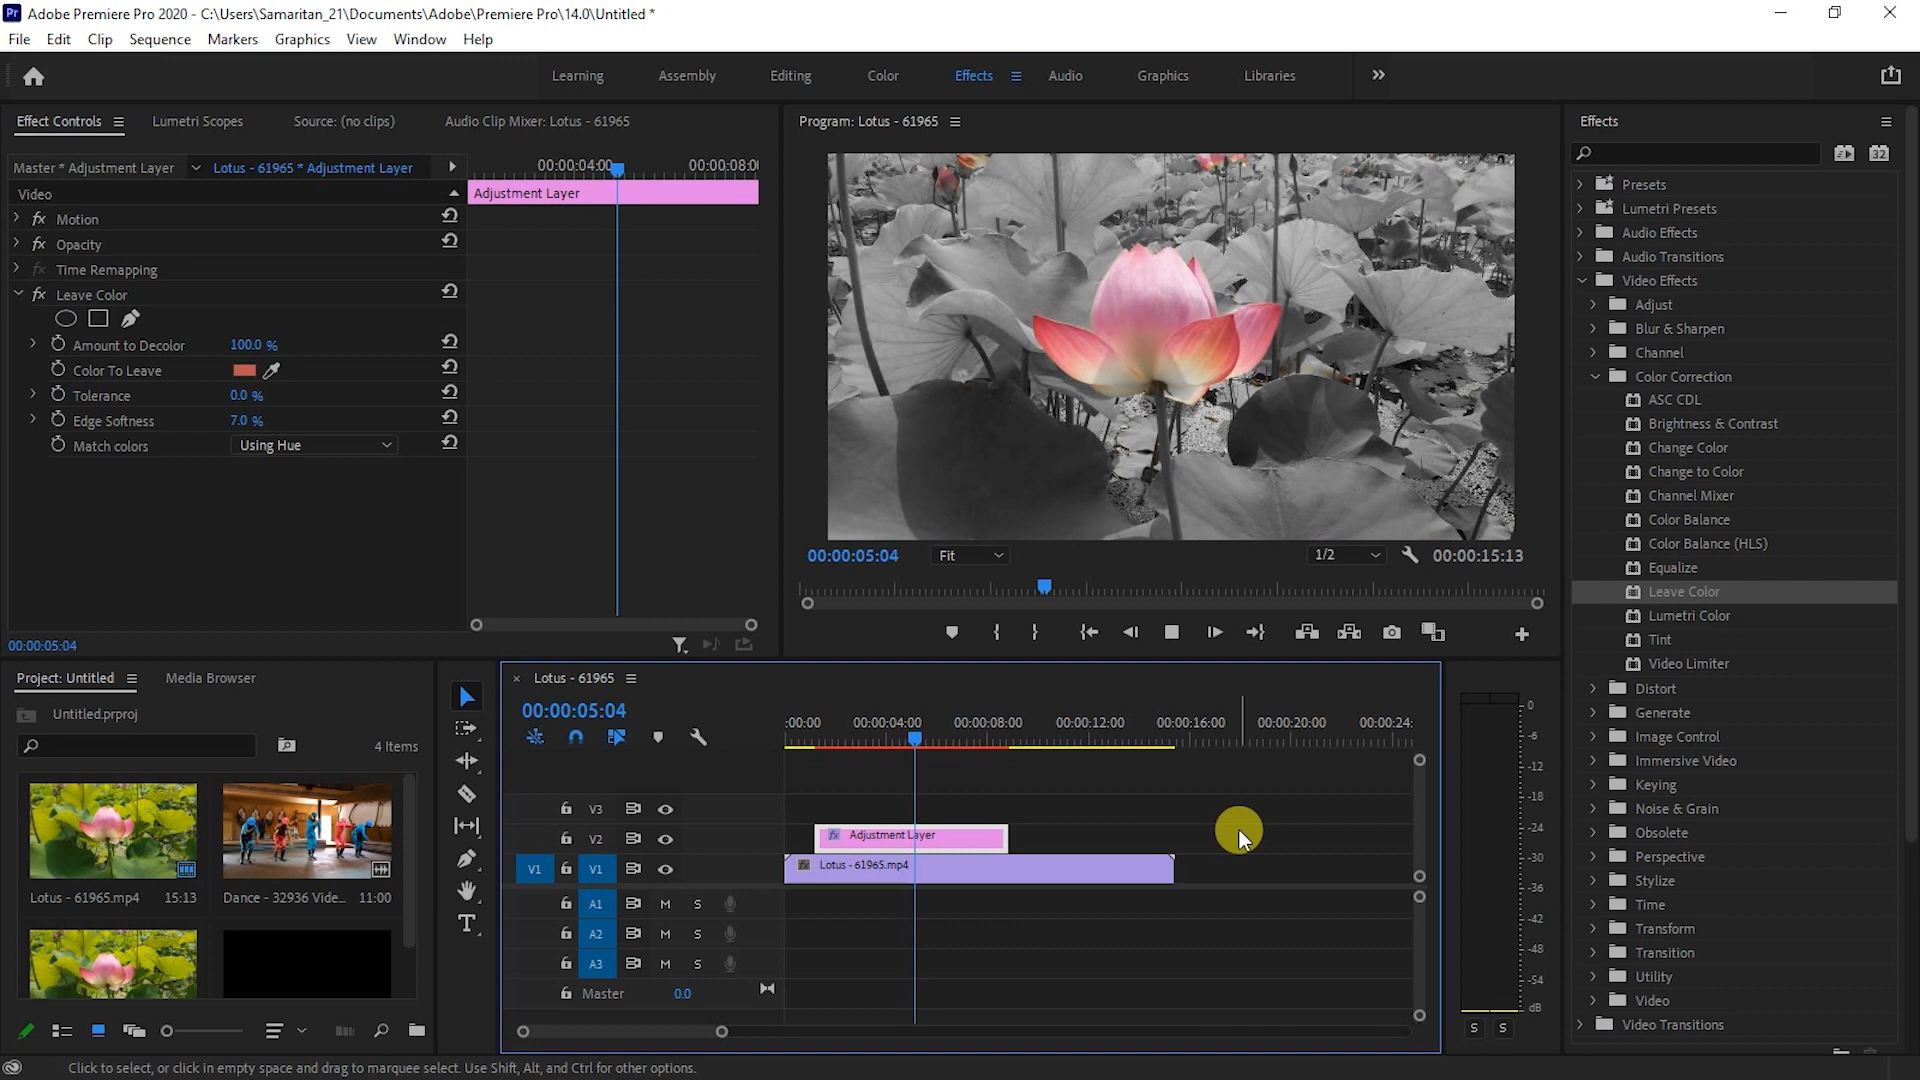 Pr Adobe Premiere Pro 2020 - C:\Users\Samaritan_21\Documents\Adobe\Premiere Pro\14.0\Untitled *
File Edit Clip Sequence Markers Graphics View Window Help
Learning Assembly Editing Color Effects Audio Graphics Libraries
Effect Controls Lumetri Scopes Source: (no clips) Audio Clip Mixer: Lotus - 61965
Master * Adjustment Layer Lotus - 61965 * Adjustment Layer
00:00:04:00 00:00:08:0
Video
Adjustment Layer
fx Motion
fx Opacity
fx Time Remapping
fx Leave Color
Amount to Decolor 100.0 %
Color To Leave
Tolerance 0.0 %
Edge Softness 7.0 %
Match colors Using Hue
00:00:05:04
Program: Lotus - 61965
00:00:05:04 Fit 1/2 00:00:15:13
Effects
32
Presets
Lumetri Presets
Audio Effects
Audio Transitions
Video Effects
Adjust
Blur & Sharpen
Channel
Color Correction
ASC CDL
Brightness & Contrast
Change Color
Change to Color
Channel Mixer
Color Balance
Color Balance (HLS)
Equalize
Leave Color
Lumetri Color
Tint
Video Limiter
Distort
Generate
Image Control
Immersive Video
Keying
Noise & Grain
Obsolete
Perspective
Stylize
Time
Transform
Transition
Utility
Video
Video Transitions
Project: Untitled Media Browser
Untitled.prproj
4 Items
Lotus - 61965.mp4 15:13
Dance - 32936 Vide... 11:00
× Lotus - 61965
00:00:05:04
:00:00 00:00:04:00 00:00:08:00 00:00:12:00 00:00:16:00 00:00:20:00 00:00:24:
V3
V2
fx Adjustment Layer
V1 V1
fx Lotus - 61965.mp4
A1 M S
A2 M S
A3 M S
Master 0.0
T
0
-6
-12
-18
-24
-30
-36
-42
-48
-54
dB
S S
Click to select, or click in empty space and drag to marquee select. Use Shift, Alt, and Ctrl for other options.